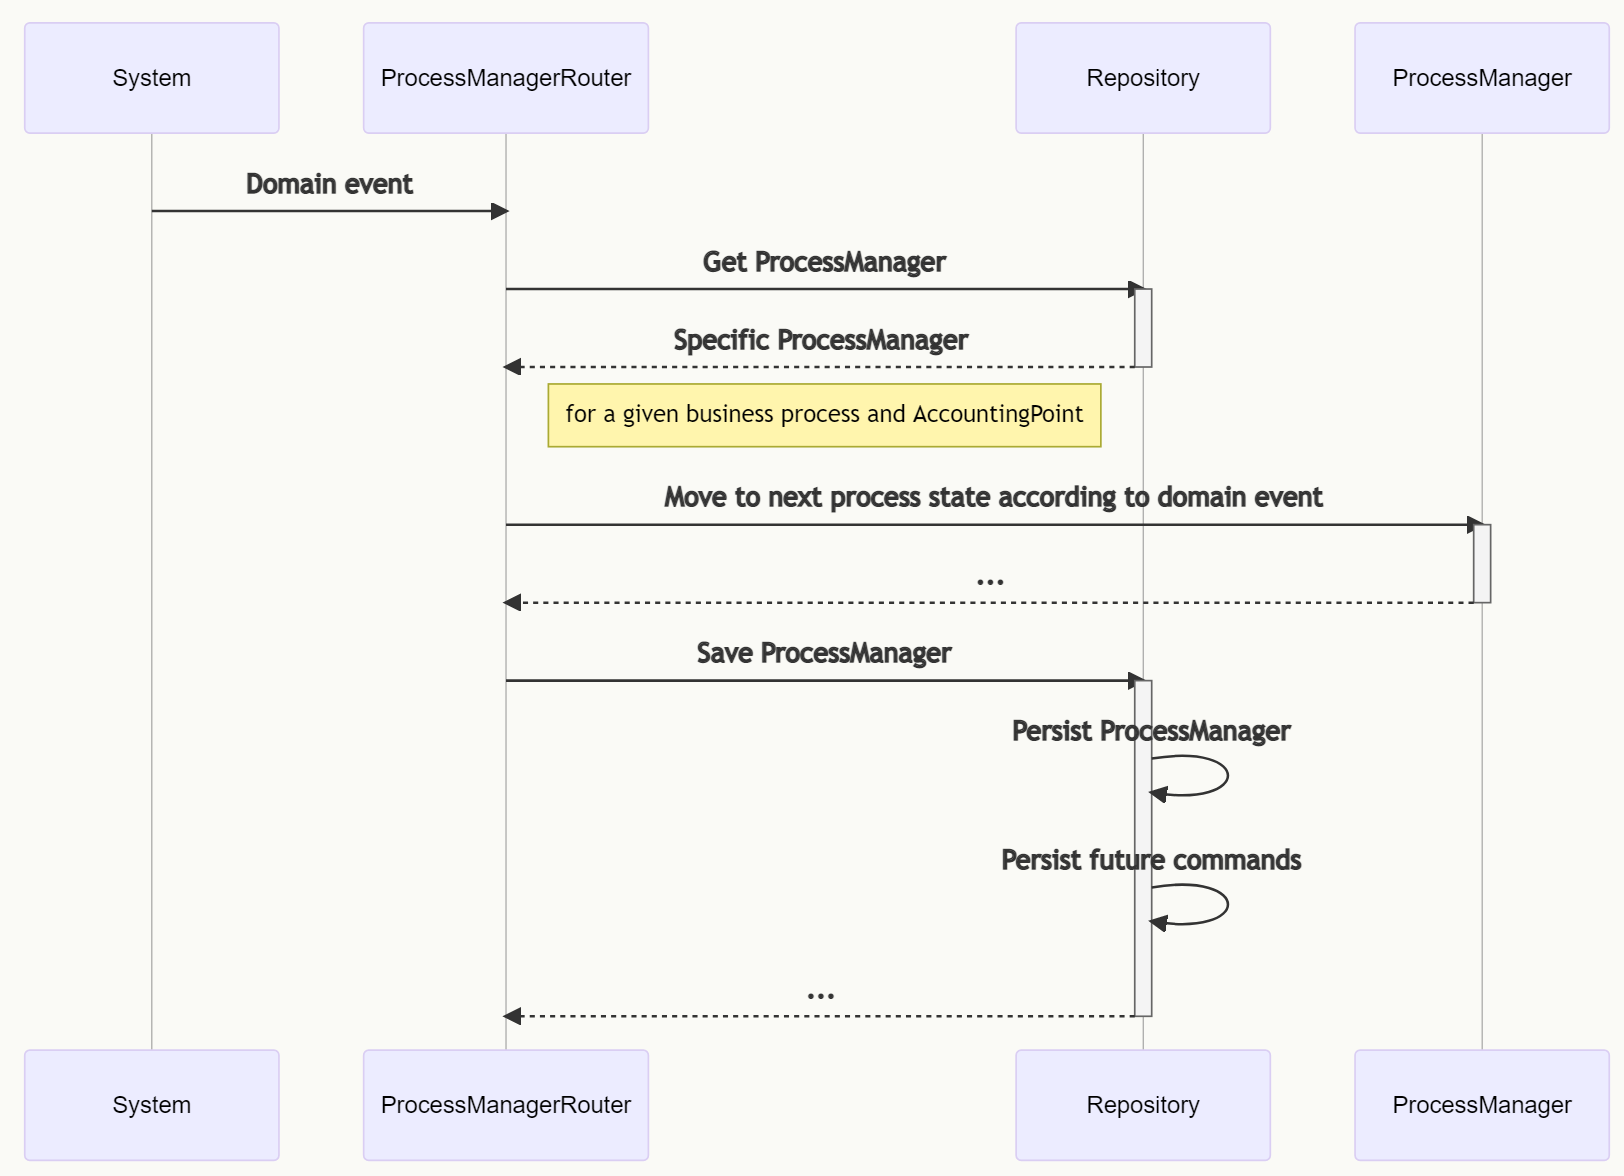 System
ProcessManagerRouter
Repository
ProcessManager
Domain event
Get ProcessManager
Specific ProcessManager
for a given business process and AccountingPoint
Move to next process state according to domain event
...
Save ProcessManager
Persist ProcessManager
Persist future commands
...
System
ProcessManagerRouter
Repository
ProcessManager